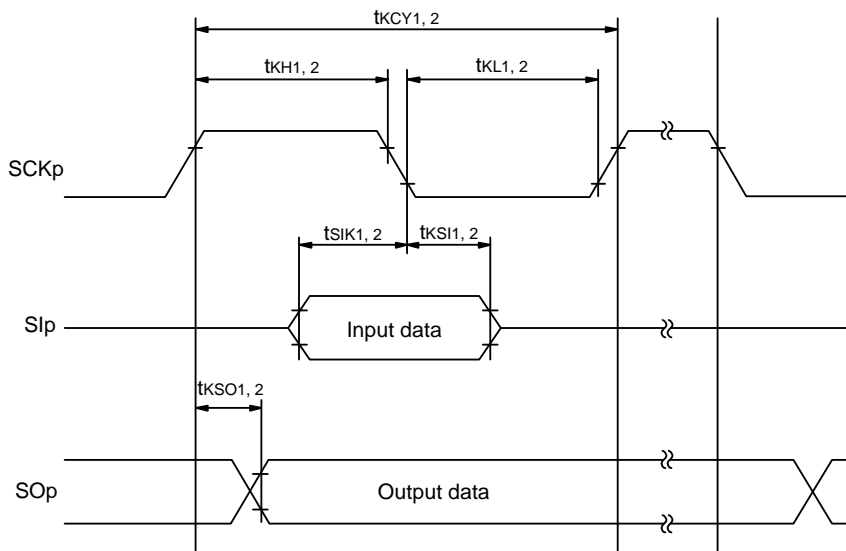 tKCY1, 2
tKH1, 2
tKL1, 2
SCKp
tSIK1, 2
tKSI1, 2
SIp
Input data
tKSO1, 2
SOp
Output data